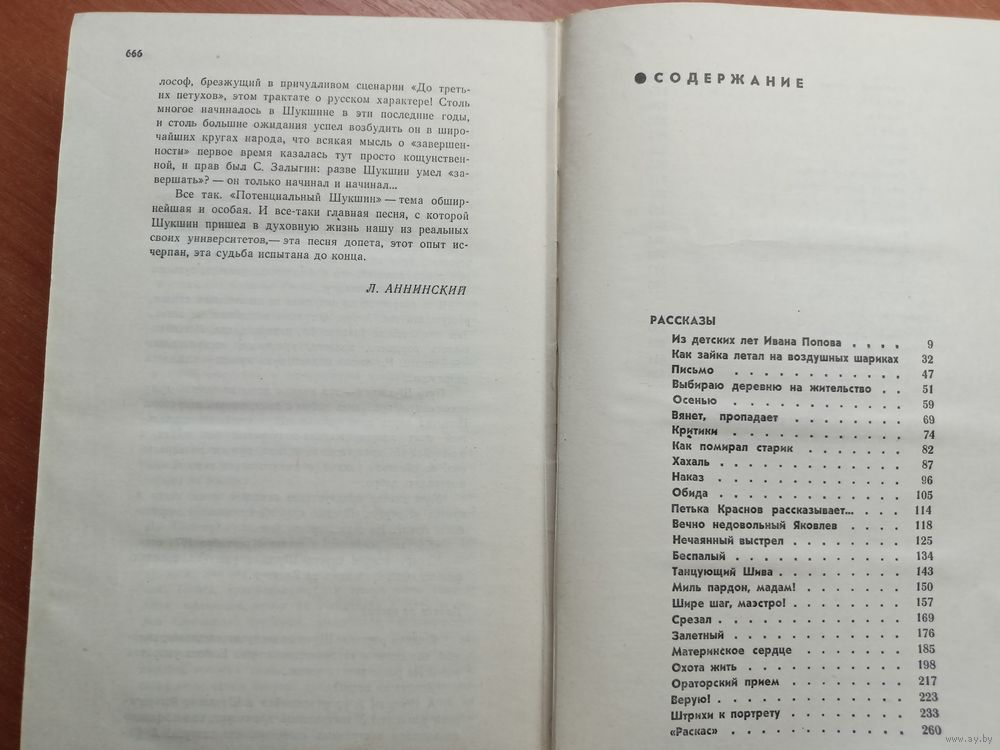 666
лософ, брезжущий в причудливом сценарии «До треть-
их петухов», этом трактате о русском характере! Столь
многое начиналось в Шукшине в эти последние годы,
и столь большие ожидания успел возбудить он в широ-
чайших кругах народа, что всякая мысль о «завершен-
ности» первое время казалась тут просто кощунствен-
ной, и прав был С. Залыгин: разве Шукшин умел «за-
вершать»? — он только начинал и начинал...
Все так. «Потенциальный Шукшин» — тема обшир-
нейшая и особая. И все-таки главная песня, с которой
Шукшин пришел в духовную жизнь нашу из реальных
своих университетов,— эта песня допета, этот опыт ис-
черпан, эта судьба испытана до конца.
Л. АННИНСКИЙ
● СОДЕРЖАНИЕ
РАССКАЗЫ
Из детских лет Ивана Попова . . . . 9
Как зайка летал на воздушных шариках 32
Письмо . . . . . . . . . . . . 47
Выбираю деревню на жительство . . 51
Осенью . . . . . . . . . . . . 59
Вянет, пропадает . . . . . . . . 69
Критики . . . . . . . . . . . . 74
Как помирал старик . . . . . . . 82
Хахаль . . . . . . . . . . . . 87
Наказ . . . . . . . . . . . . 96
Обида . . . . . . . . . . . . 105
Петька Краснов рассказывает... . . . 114
Вечно недовольный Яковлев . . . . 118
Нечаянный выстрел . . . . . . . 125
Беспалый . . . . . . . . . . . 134
Танцующий Шива . . . . . . . . 143
Миль пардон, мадам! . . . . . . . 150
Шире шаг, маэстро! . . . . . . . 157
Срезал . . . . . . . . . . . . 169
Залетный . . . . . . . . . . . 176
Материнское сердце . . . . . . . 185
Охота жить . . . . . . . . . . 198
Ораторский прием . . . . . . . . 217
Верую! . . . . . . . . . . . . 223
Штрихи к портрету . . . . . . . 233
«Раскас» . . . . . . . . . . . 260
www.ay.by